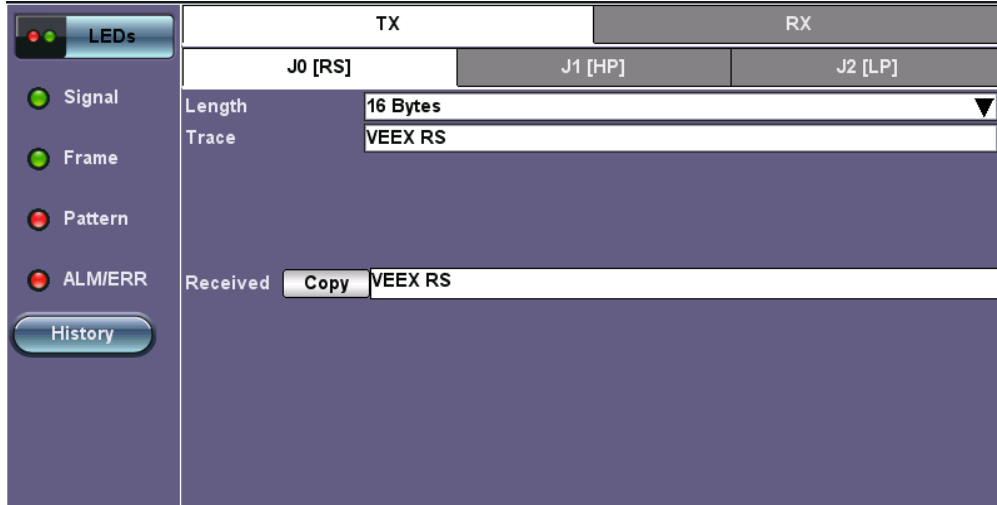 LEDs
TX
RX
J0 [RS]
J1 [HP]
J2 [LP]
Signal
Length
16 Bytes
Trace
VEEX RS
Frame
Pattern
ALM/ERR
Received
Copy
VEEX RS
History